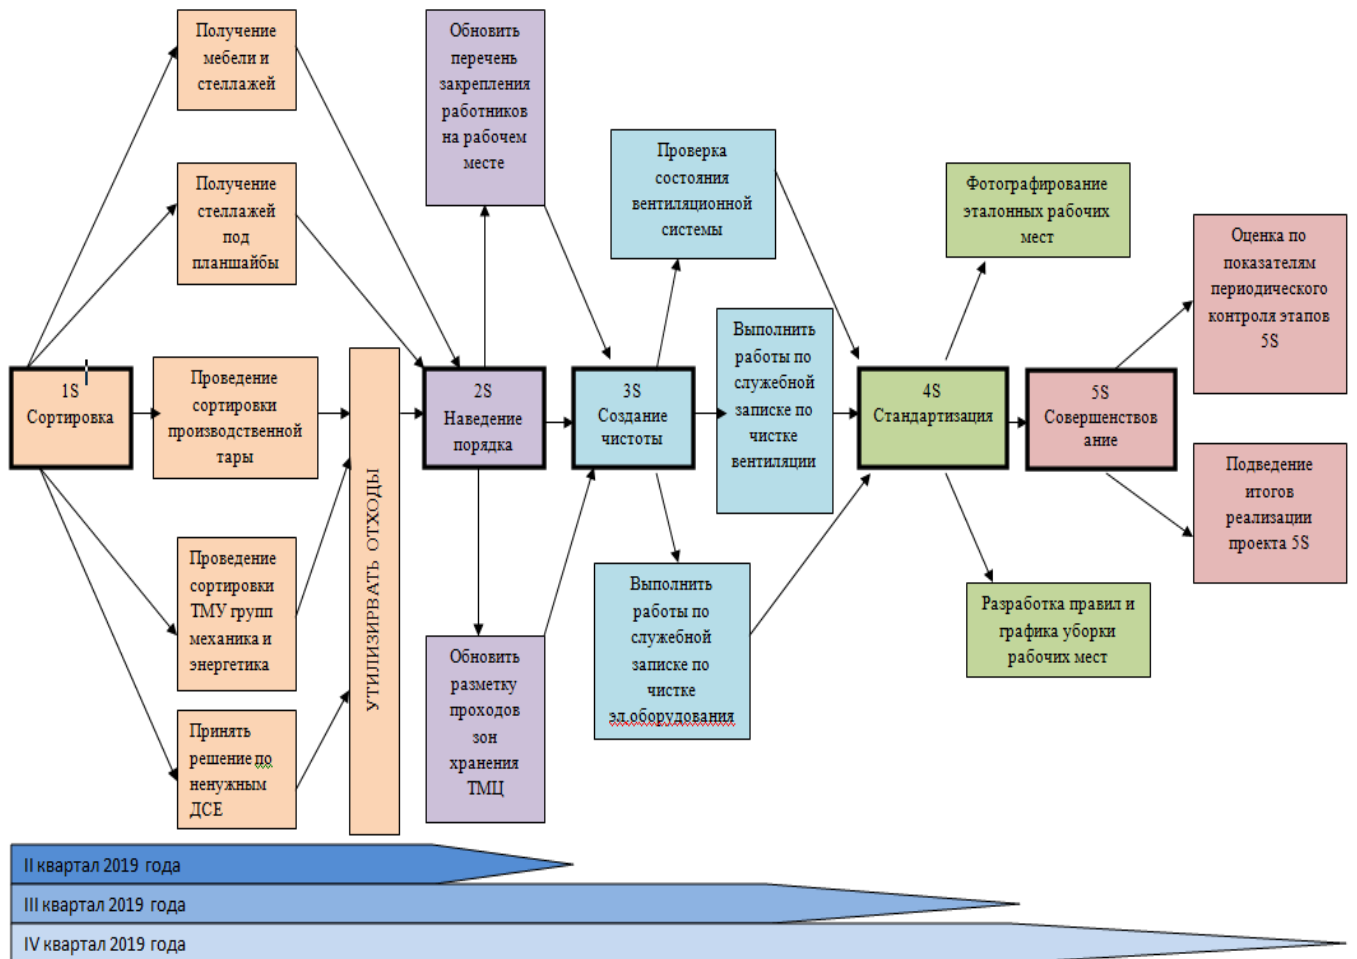 Получение
мебели и
стеллажей
Получение
стеллажей
под
планшайбы
1S
Сортировка
Проведение
сортировки
производственной
тары
Проведение
сортировки
ТМУ групп
механика и
энергетика
Принять
решение по
ненужным
ДСЕ
УТИЛИЗИРВАТЬ ОТХОДЫ
Обновить
перечень
закрепления
работников
на рабочем
месте
2S
Наведение
порядка
Обновить
разметку
проходов
зон
хранения
ТМЦ
Проверка
состояния
вентиляционной
системы
3S
Создание
чистоты
Выполнить
работы по
служебной
записке по
чистке
вентиляции
Выполнить
работы по
служебной
записке по
чистке
эл.оборудования
Фотографирование
эталонных рабочих
мест
4S
Стандартизация
Разработка правил и
графика уборки
рабочих мест
5S
Совершенствов
ание
Оценка по
показателям
периодического
контроля этапов
5S
Подведение
итогов
реализации
проекта 5S
II квартал 2019 года
III квартал 2019 года
IV квартал 2019 года